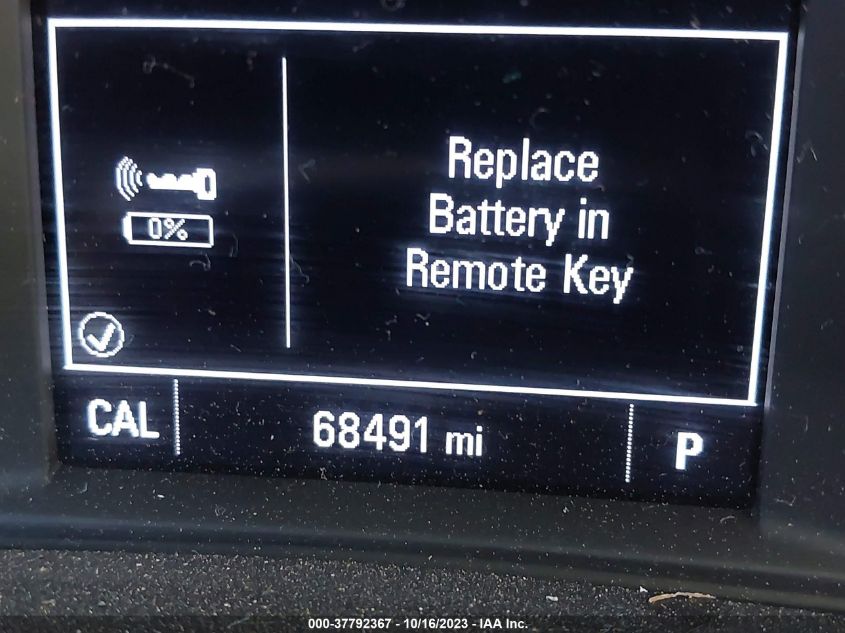 Replace
Battery in
Remote Key
0%
CAL
68491 mi
P
000-37792367 - 10/16/2023 - IAA Inc.